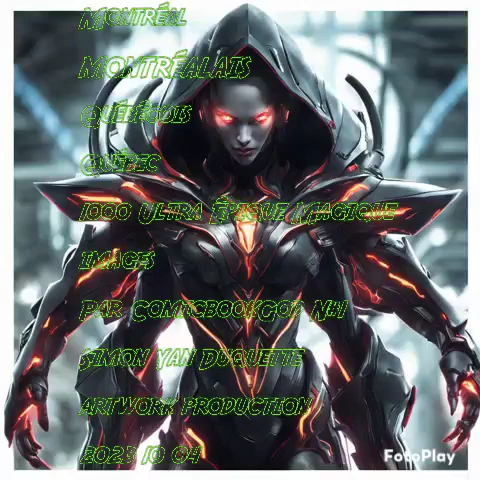 Montréal
Montréalais
Québécois
Québec
1000 Ultra Épique Magique
images
Par ComicbookGod N#1
Simon Yan Duquette
artwork production
2023 10 04
FotoPlay